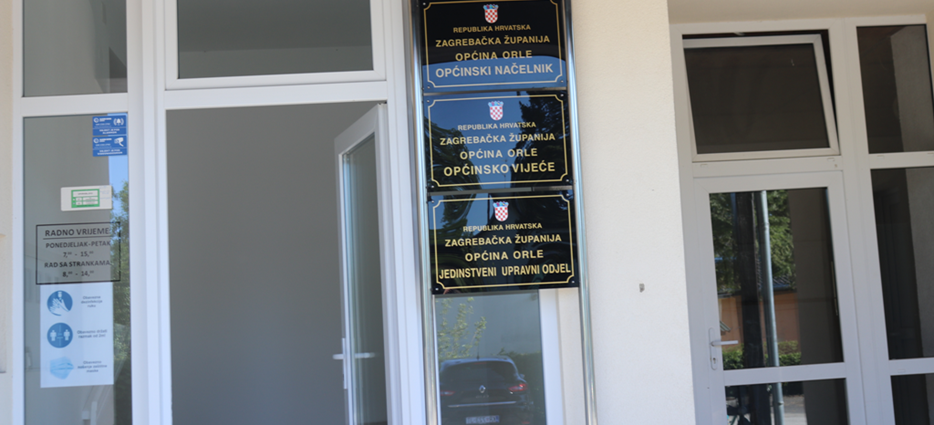 REPUBLIKA HRVATSKA
ZAGREBAČKA ŽUPANIJA
OPĆINA ORLE
OPĆINSKI NAČELNIK
REPUBLIKA HRVATSKA
ZAGREBAČKA ŽUPANIJA
OPĆINA ORLE
OPĆINSKO VIJEĆE
REPUBLIKA HRVATSKA
ZAGREBAČKA ŽUPANIJA
OPĆINA ORLE
JEDINSTVENI UPRAVNI ODJEL
RADNO VRIJEME:
PONEDJELJAK-PETAK
RAD SA STRANKAMA: